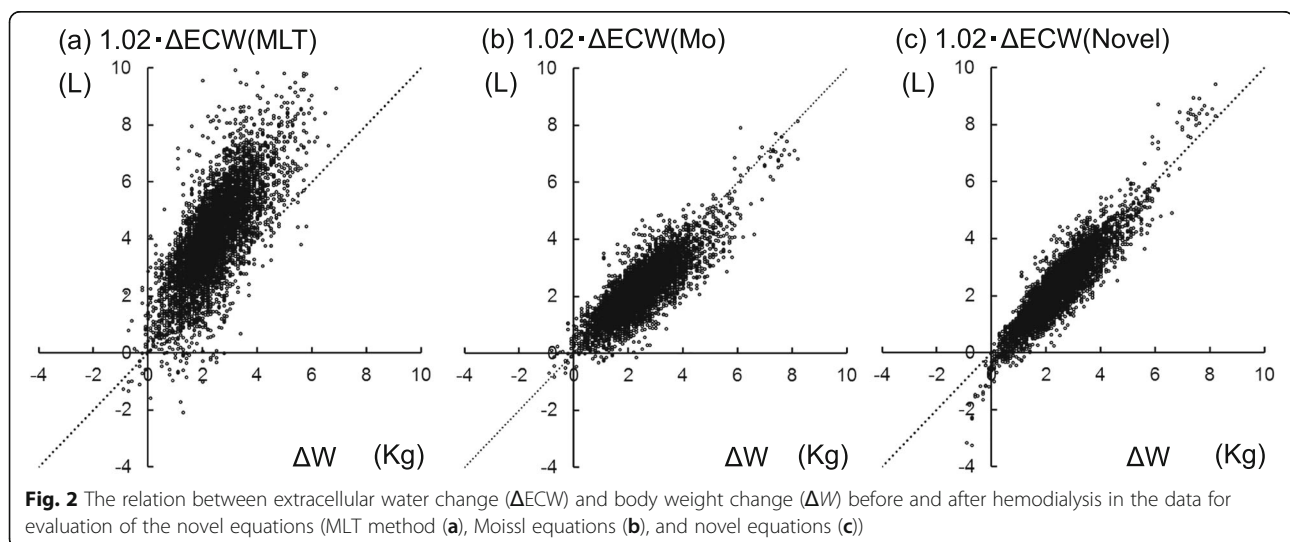 (a) 1.02・ΔECW(MLT)
(L)
10
8
6
4
2
0
-2
-4
-4 -2 0 2 4 6 8 10
ΔW (Kg)
(b) 1.02・ΔECW(Mo)
(L)
10
8
6
4
2
0
-2
-4
-4 -2 0 2 4 6 8 10
ΔW (Kg)
(c) 1.02・ΔECW(Novel)
(L)
10
8
6
4
2
0
-2
-4
-4 -2 0 2 4 6 8 10
ΔW (Kg)
Fig. 2 The relation between extracellular water change (ΔECW) and body weight change (ΔW) before and after hemodialysis in the data for
evaluation of the novel equations (MLT method (a), Moissl equations (b), and novel equations (c))